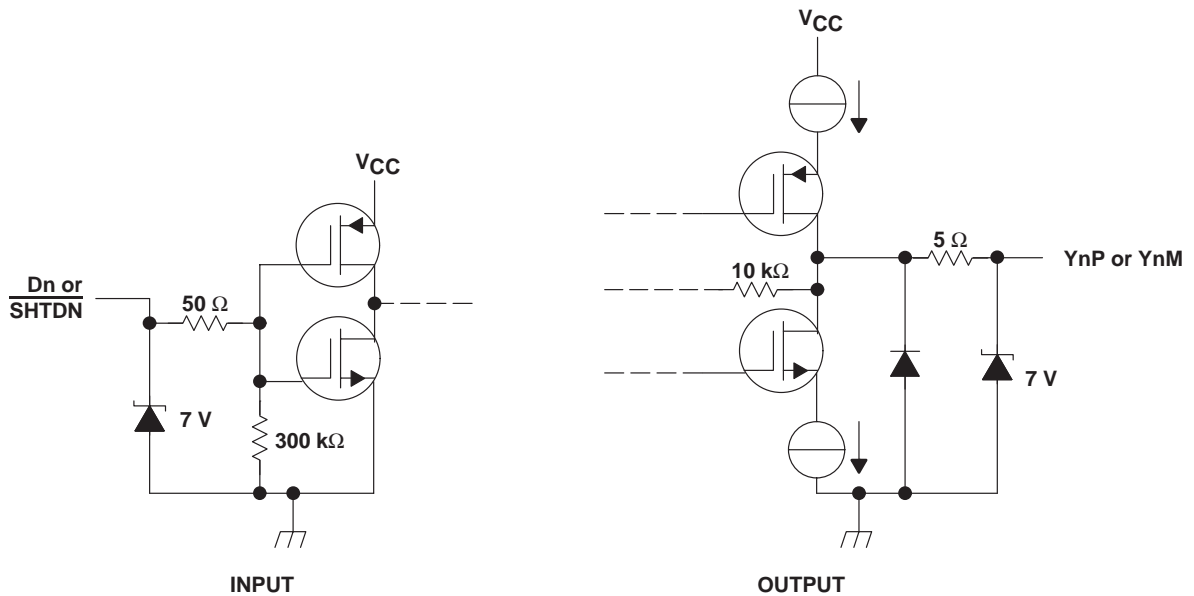 VCC
Dn or
SHTDN
50 Ω
7 V
300 kΩ
INPUT
VCC
5 Ω
YnP or YnM
10 kΩ
7 V
OUTPUT